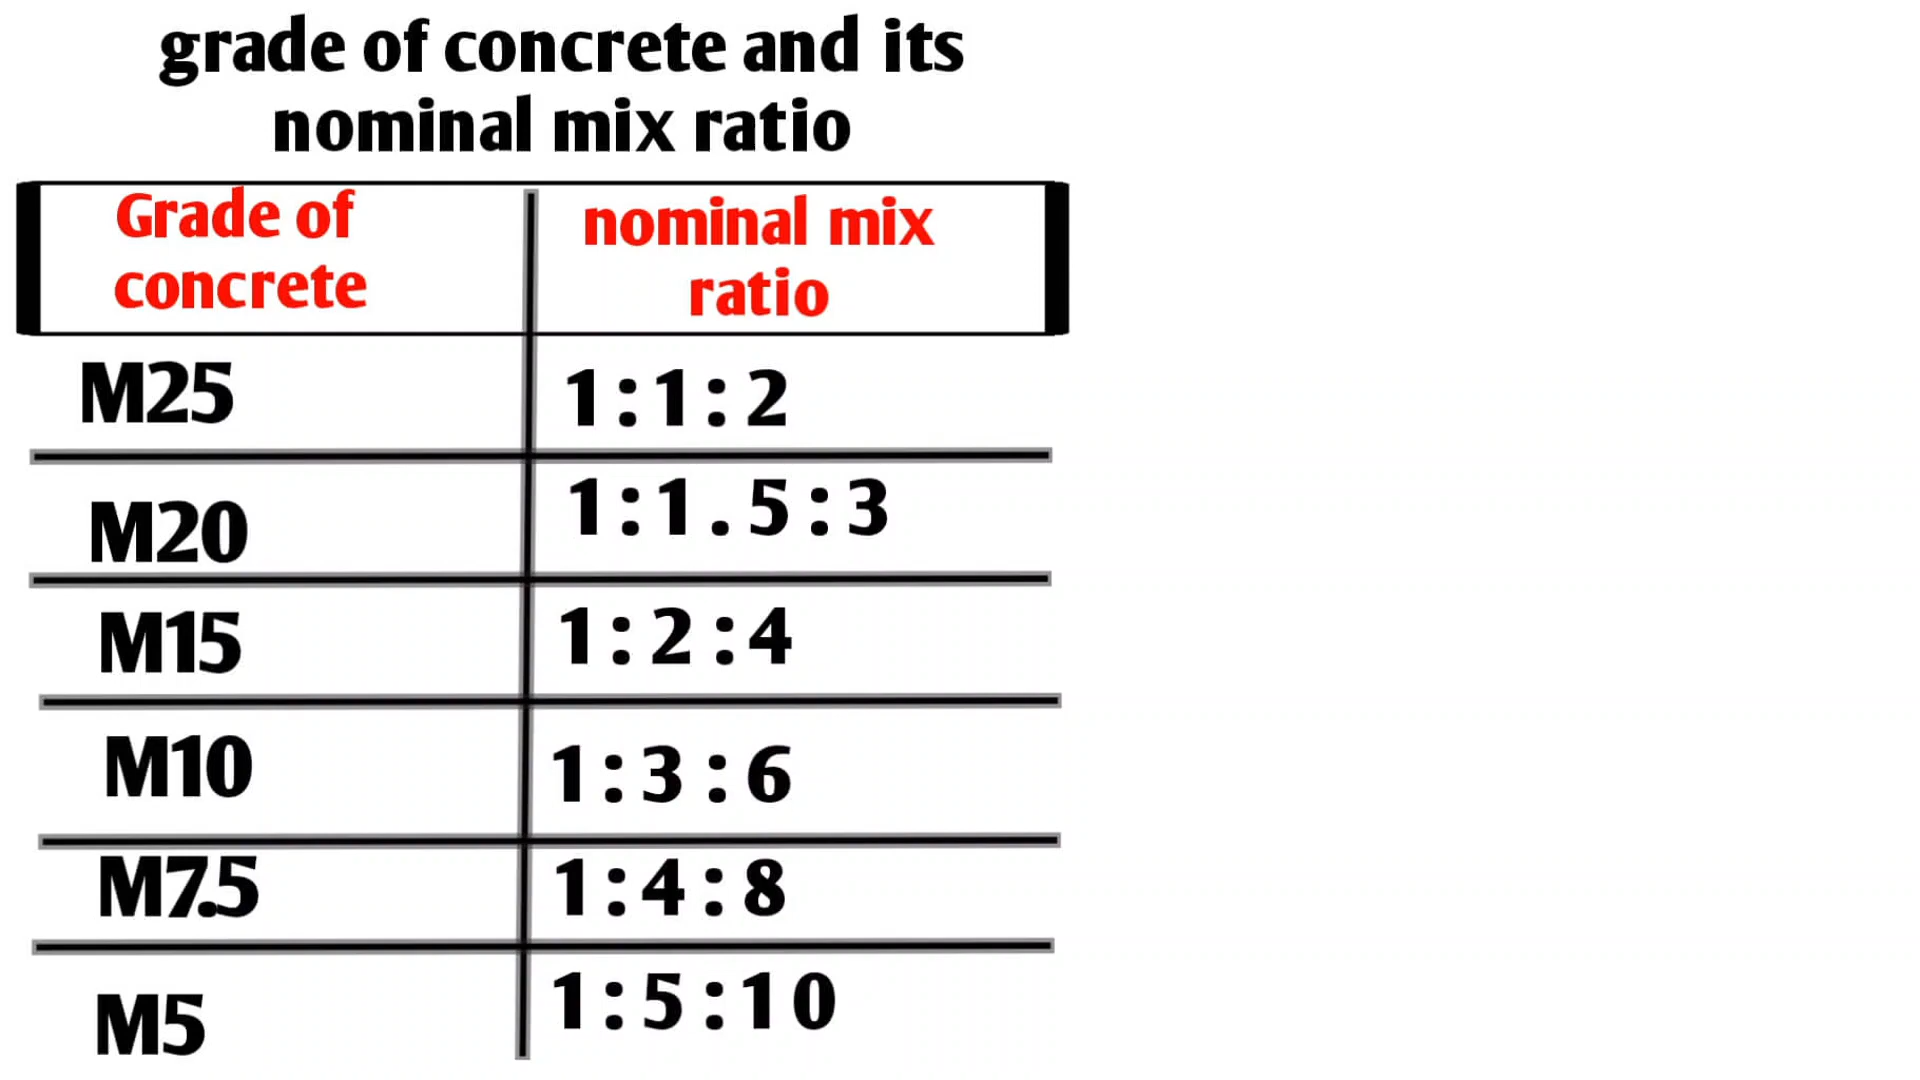 grade of concrete and its
nominal mix ratio
Grade of concrete
nominal mix ratio
M25 1:1:2
M20 1:1.5:3
M15 1:2:4
M10 1:3:6
M7.5 1:4:8
M5 1:5:10